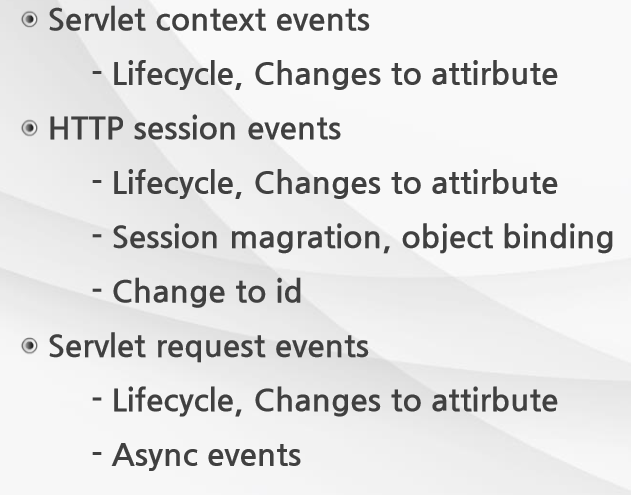 Servlet context events
- Lifecycle, Changes to attirbute
HTTP session events
- Lifecycle, Changes to attirbute
- Session magration, object binding
- Change to id
Servlet request events
- Lifecycle, Changes to attirbute
- Async events